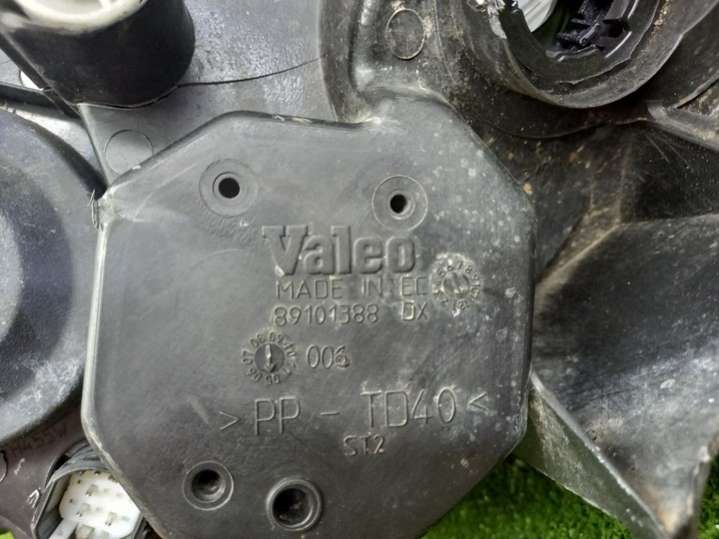 Valeo
MADE IN EC
89101388 DX
006
>PP - TD40<
ST2